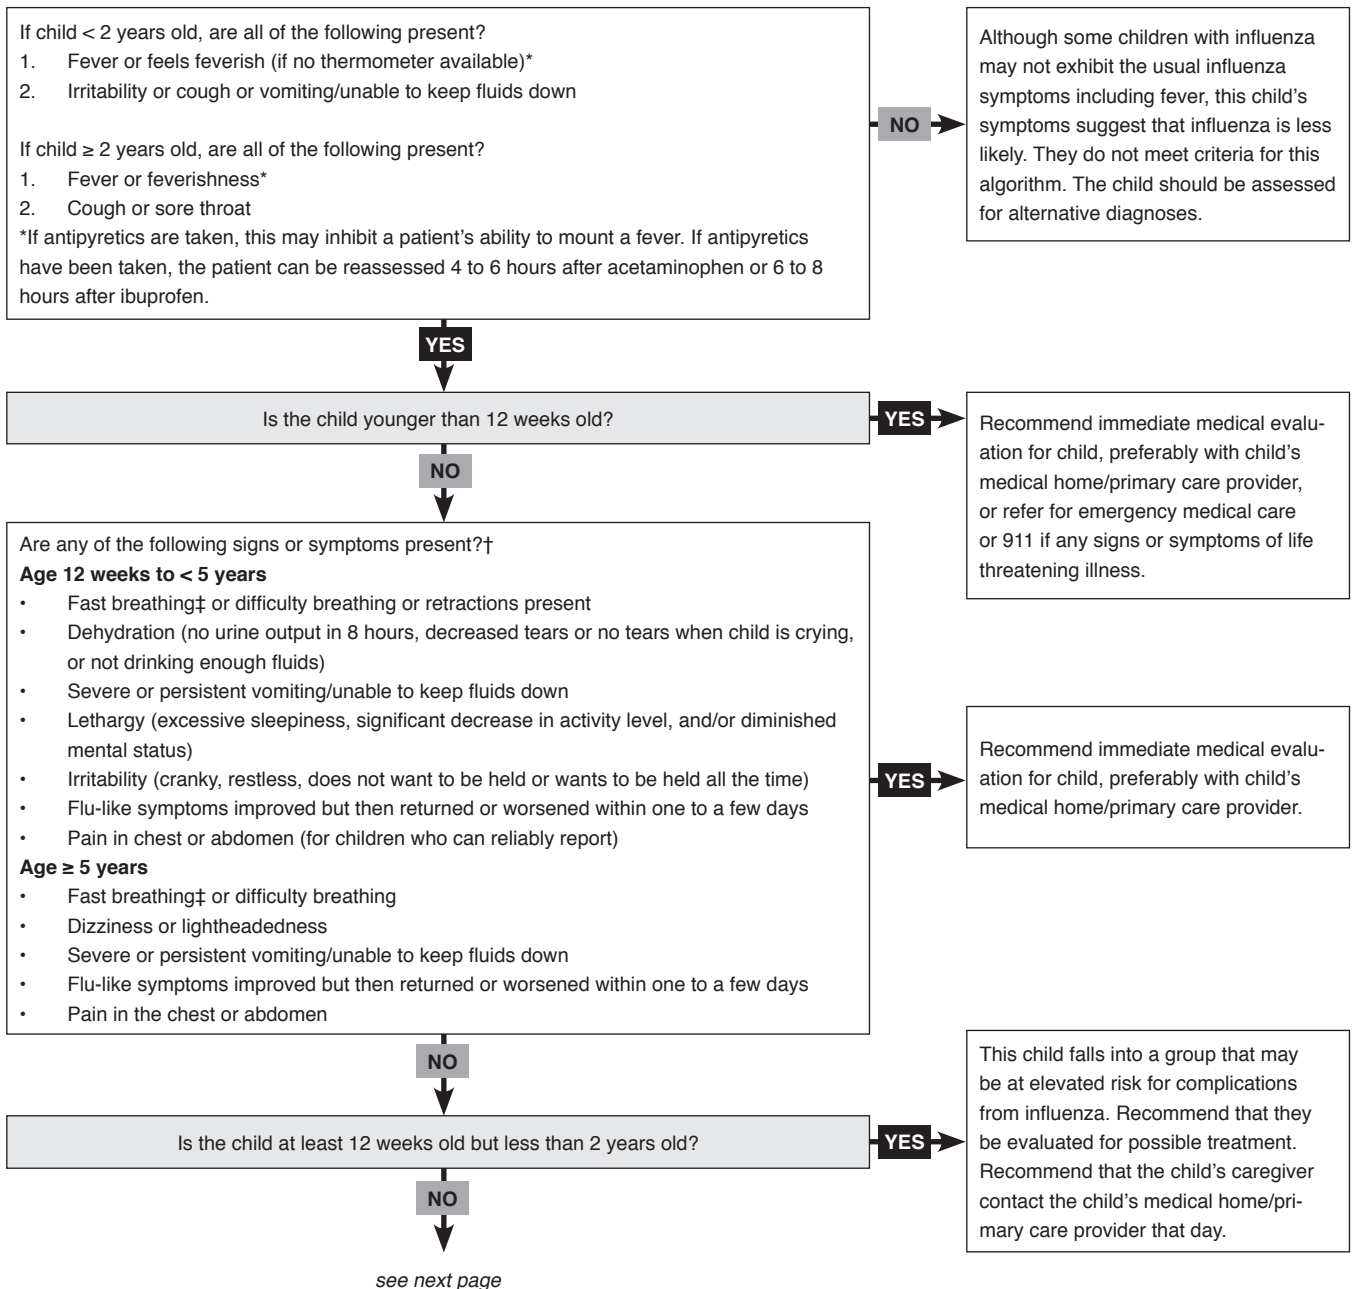 If child < 2 years old, are all of the following present?
1. Fever or feels feverish (if no thermometer available)*
2. Irritability or cough or vomiting/unable to keep fluids down
If child ≥ 2 years old, are all of the following present?
1. Fever or feverishness*
2. Cough or sore throat
*If antipyretics are taken, this may inhibit a patient’s ability to mount a fever. If antipyretics
have been taken, the patient can be reassessed 4 to 6 hours after acetaminophen or 6 to 8
hours after ibuprofen.
NO
Although some children with influenza
may not exhibit the usual influenza
symptoms including fever, this child’s
symptoms suggest that influenza is less
likely. They do not meet criteria for this
algorithm. The child should be assessed
for alternative diagnoses.
YES
Is the child younger than 12 weeks old?
YES
Recommend immediate medical evalu-
ation for child, preferably with child’s
medical home/primary care provider,
or refer for emergency medical care
or 911 if any signs or symptoms of life
threatening illness.
NO
Are any of the following signs or symptoms present?†
Age 12 weeks to < 5 years
• Fast breathing‡ or difficulty breathing or retractions present
• Dehydration (no urine output in 8 hours, decreased tears or no tears when child is crying,
or not drinking enough fluids)
• Severe or persistent vomiting/unable to keep fluids down
• Lethargy (excessive sleepiness, significant decrease in activity level, and/or diminished
mental status)
• Irritability (cranky, restless, does not want to be held or wants to be held all the time)
• Flu-like symptoms improved but then returned or worsened within one to a few days
• Pain in chest or abdomen (for children who can reliably report)
Age ≥ 5 years
• Fast breathing‡ or difficulty breathing
• Dizziness or lightheadedness
• Severe or persistent vomiting/unable to keep fluids down
• Flu-like symptoms improved but then returned or worsened within one to a few days
• Pain in the chest or abdomen
YES
Recommend immediate medical evalu-
ation for child, preferably with child’s
medical home/primary care provider.
NO
Is the child at least 12 weeks old but less than 2 years old?
YES
This child falls into a group that may
be at elevated risk for complications
from influenza. Recommend that they
be evaluated for possible treatment.
Recommend that the child’s caregiver
contact the child’s medical home/pri-
mary care provider that day.
NO
see next page